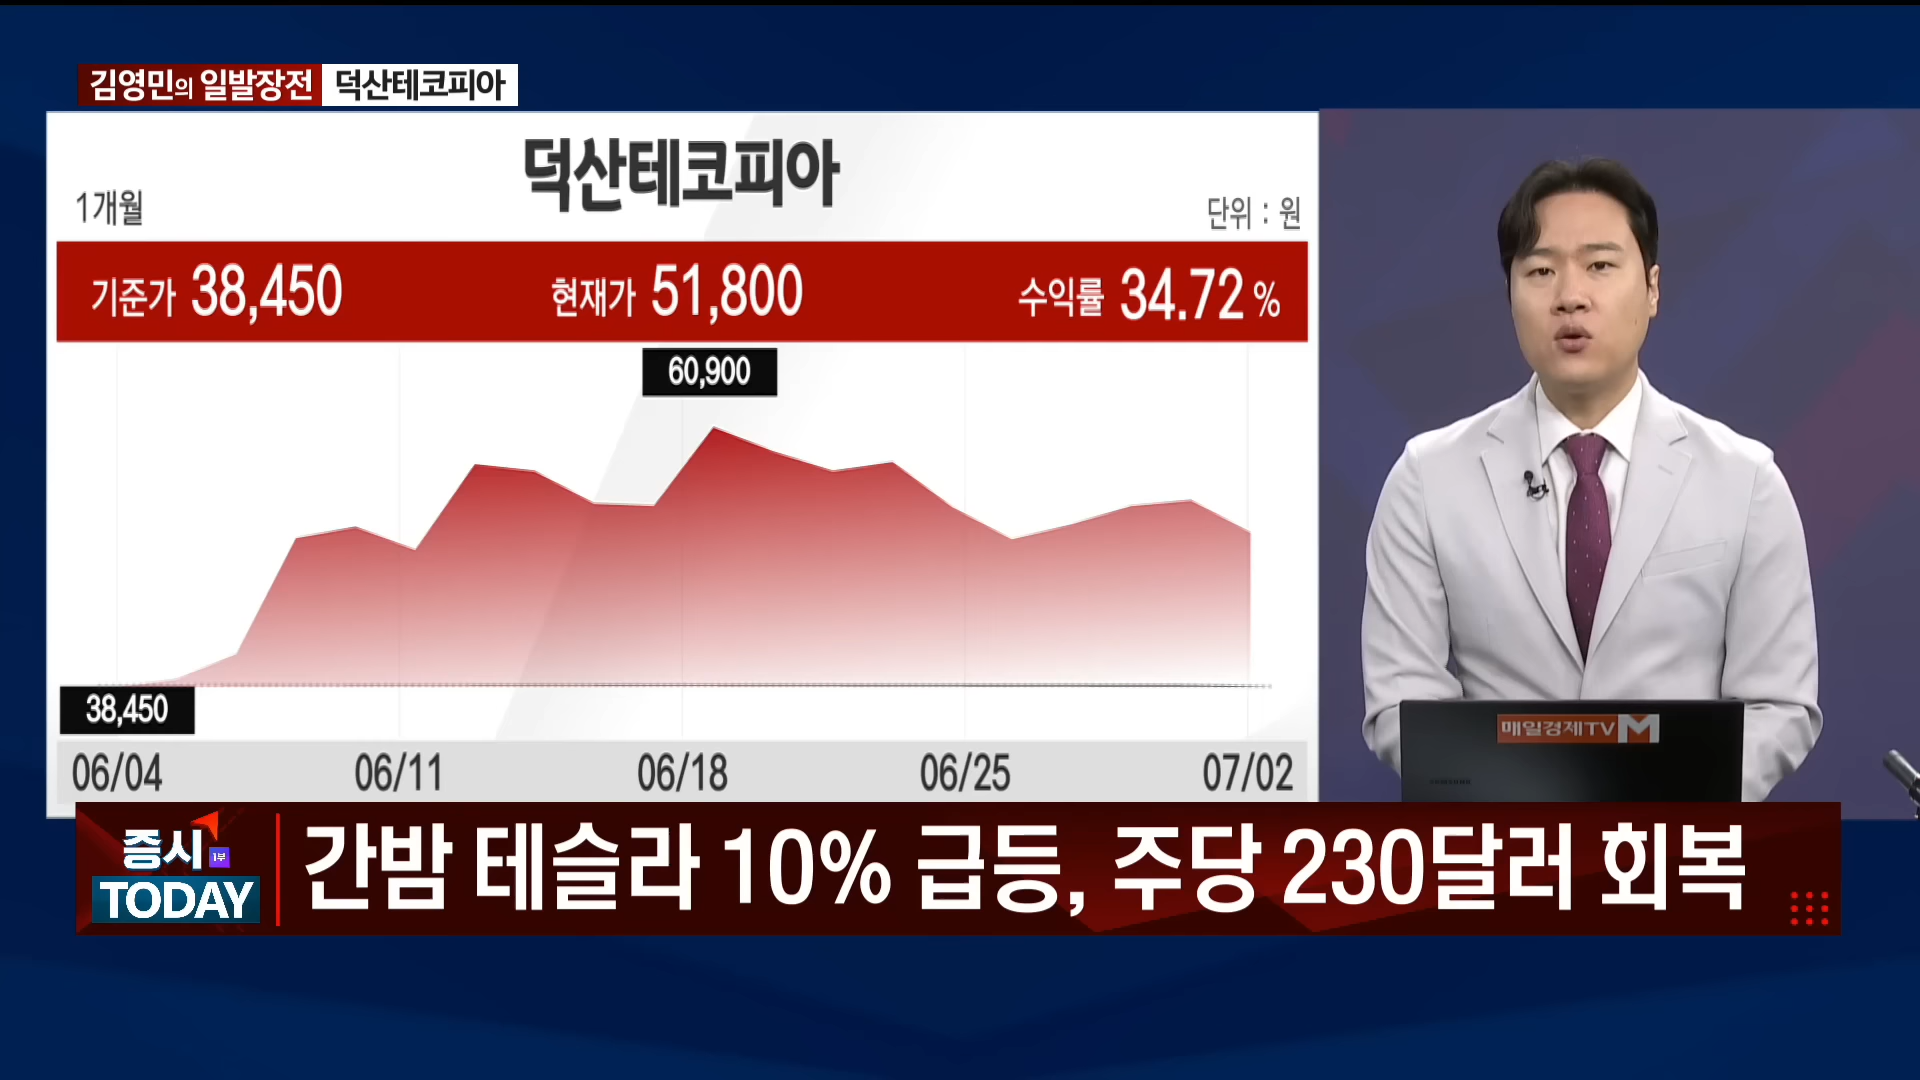 김영민의 일발장전 덕산테코피아
덕산테코피아
1개월
단위 : 원
기준가 38,450 현재가 51,800 수익률 34.72 %
60,900
38,450
06/04 06/11 06/18 06/25 07/02
매일경제TV M
증시 1부
TODAY
간밤 테슬라 10% 급등, 주당 230달러 회복